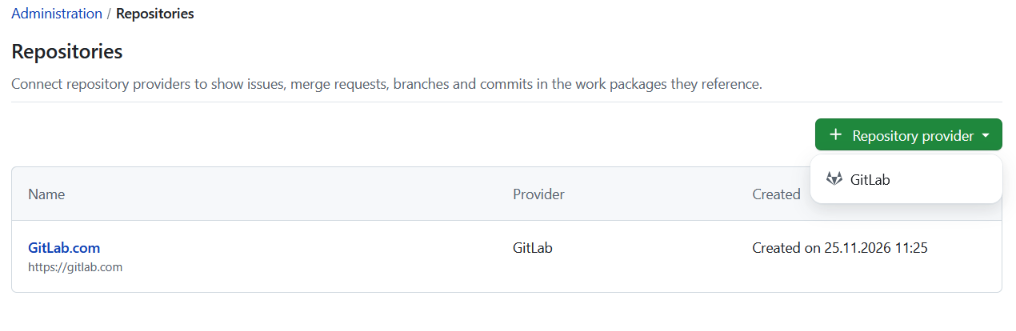 Administration / Repositories
Repositories
Connect repository providers to show issues, merge requests, branches and commits in the work packages they reference.
+ Repository provider
GitLab
Name Provider Created
GitLab.com GitLab Created on 25.11.2026 11:25
https://gitlab.com